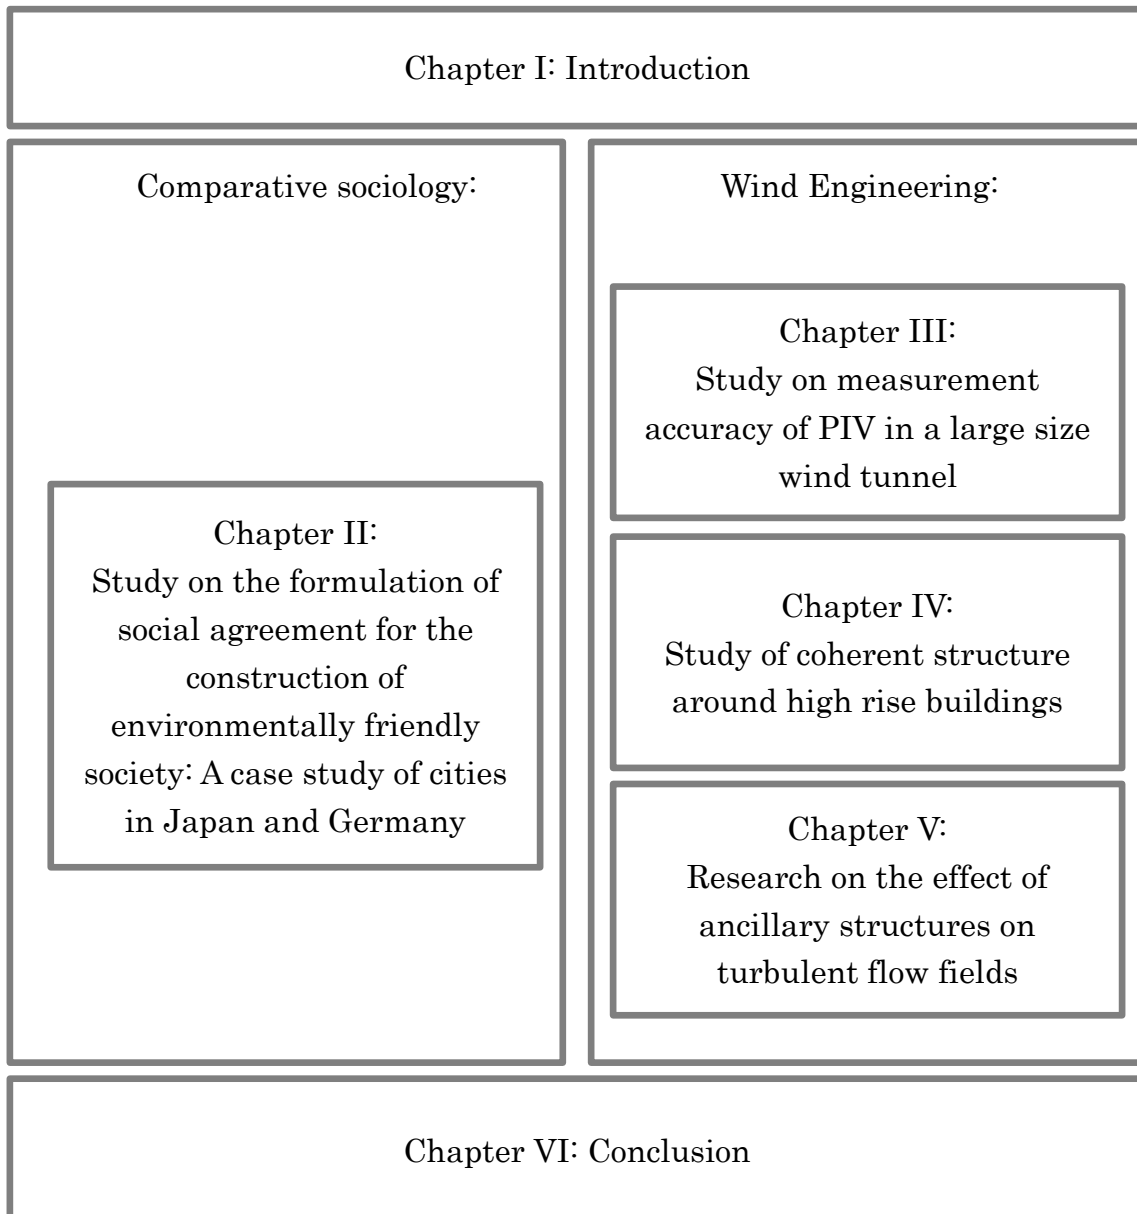 Chapter I: Introduction
Comparative sociology:
Chapter II:
Study on the formulation of
social agreement for the
construction of
environmentally friendly
society: A case study of cities
in Japan and Germany
Wind Engineering:
Chapter III:
Study on measurement
accuracy of PIV in a large size
wind tunnel
Chapter IV:
Study of coherent structure
around high rise buildings
Chapter V:
Research on the effect of
ancillary structures on
turbulent flow fields
Chapter VI: Conclusion